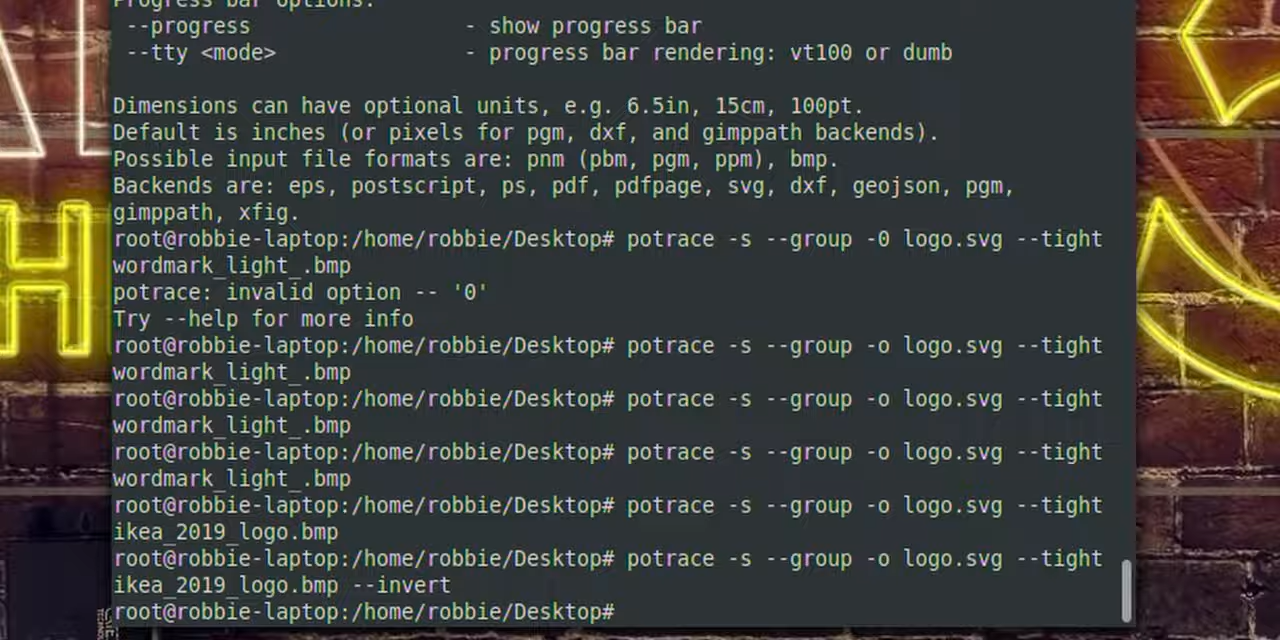 Progress bar options:
--progress - show progress bar
--tty <mode> - progress bar rendering: vt100 or dumb
Dimensions can have optional units, e.g. 6.5in, 15cm, 100pt.
Default is inches (or pixels for pgm, dxf, and gimppath backends).
Possible input file formats are: pnm (pbm, pgm, ppm), bmp.
Backends are: eps, postscript, ps, pdf, pdfpage, svg, dxf, geojson, pgm,
gimppath, xfig.
root@robbie-laptop:/home/robbie/Desktop# potrace -s --group -0 logo.svg --tight
wordmark_light_.bmp
potrace: invalid option -- '0'
Try --help for more info
root@robbie-laptop:/home/robbie/Desktop# potrace -s --group -o logo.svg --tight
wordmark_light_.bmp
root@robbie-laptop:/home/robbie/Desktop# potrace -s --group -o logo.svg --tight
wordmark_light_.bmp
root@robbie-laptop:/home/robbie/Desktop# potrace -s --group -o logo.svg --tight
wordmark_light_.bmp
root@robbie-laptop:/home/robbie/Desktop# potrace -s --group -o logo.svg --tight
ikea_2019_logo.bmp
root@robbie-laptop:/home/robbie/Desktop# potrace -s --group -o logo.svg --tight
ikea_2019_logo.bmp --invert
root@robbie-laptop:/home/robbie/Desktop#
H